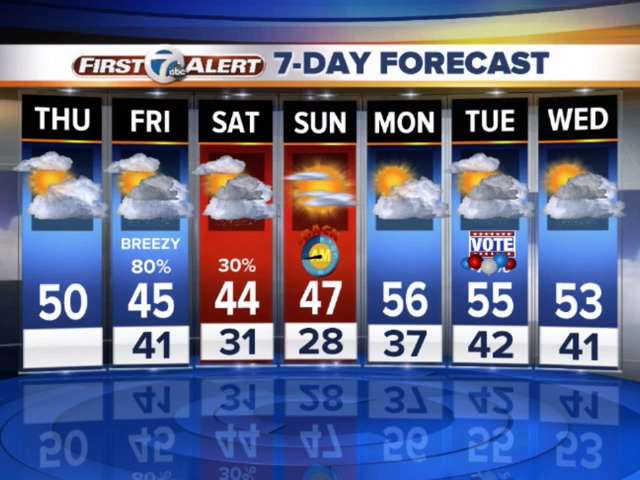 FIRST 7 abc ALERT 7-DAY FORECAST
THU FRI SAT SUN MON TUE WED
BREEZY
VOTE
80% 30%
50 45 44 47 56 55 53
41 31 28 37 42 41